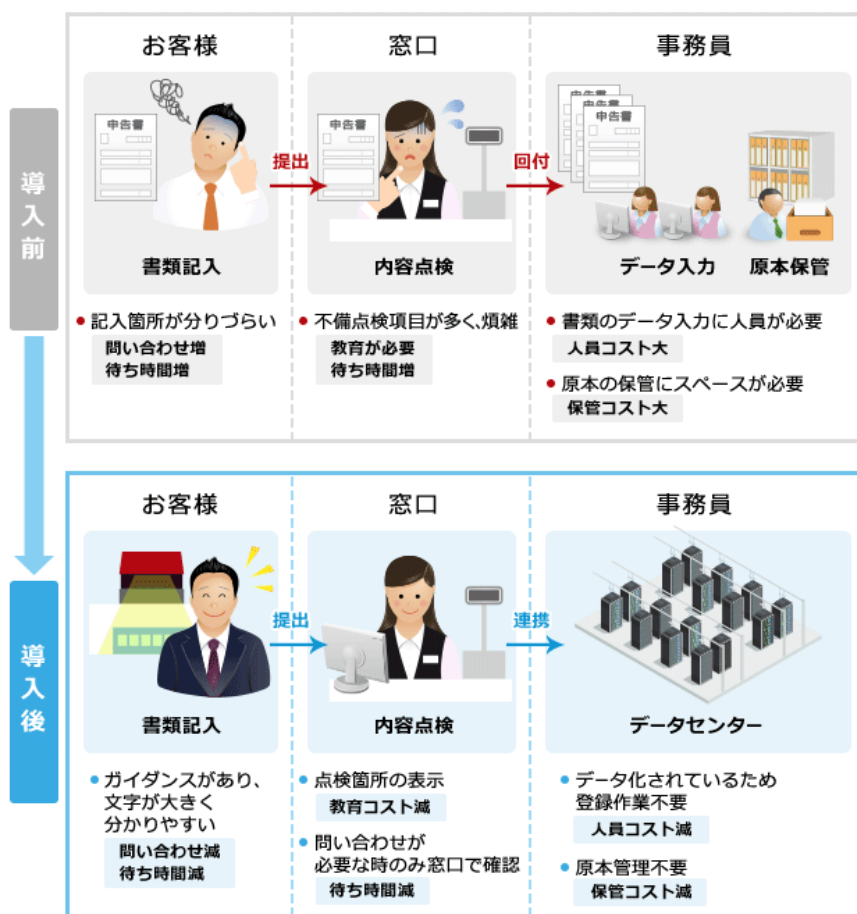 導入前
お客様
窓口
事務員
申告書
提出
申告書
回付
申告書
申告書
申告書
書類記入
内容点検
データ入力
原本保管
• 記入箇所が分りづらい
問い合わせ増
待ち時間増
• 不備点検項目が多く、煩雑
教育が必要
待ち時間増
• 書類のデータ入力に人員が必要
人員コスト大
• 原本の保管にスペースが必要
保管コスト大
導入後
お客様
窓口
事務員
提出
連携
書類記入
内容点検
データセンター
• ガイダンスがあり、
文字が大きく
分かりやすい
問い合わせ減
待ち時間減
• 点検箇所の表示
教育コスト減
• 問い合わせが
必要な時のみ窓口で確認
待ち時間減
• データ化されているため
登録作業不要
人員コスト減
• 原本管理不要
保管コスト減